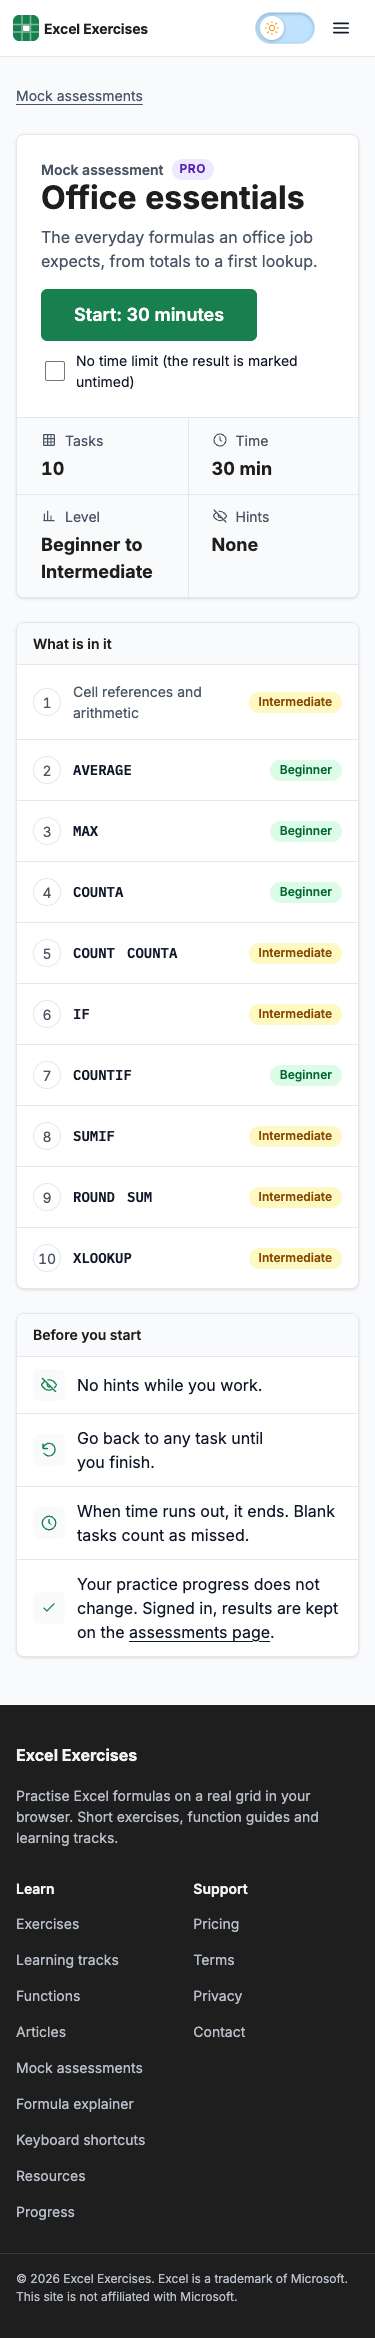 Excel Exercises
Mock assessments
Mock assessment PRO
Office essentials
The everyday formulas an office job
expects, from totals to a first lookup.
Start: 30 minutes
No time limit (the result is marked
untimed)
Tasks
10
Time
30 min
Level
Beginner to
Intermediate
Hints
None
What is in it
1 Cell references and
arithmetic
Intermediate
2 AVERAGE Beginner
3 MAX Beginner
4 COUNTA Beginner
5 COUNT COUNTA Intermediate
6 IF Intermediate
7 COUNTIF Beginner
8 SUMIF Intermediate
9 ROUND SUM Intermediate
10 XLOOKUP Intermediate
Before you start
No hints while you work.
Go back to any task until
you finish.
When time runs out, it ends. Blank
tasks count as missed.
Your practice progress does not
change. Signed in, results are kept
on the assessments page.
Excel Exercises
Practise Excel formulas on a real grid in your
browser. Short exercises, function guides and
learning tracks.
Learn
Exercises
Learning tracks
Functions
Articles
Mock assessments
Formula explainer
Keyboard shortcuts
Resources
Progress
Support
Pricing
Terms
Privacy
Contact
© 2026 Excel Exercises. Excel is a trademark of Microsoft.
This site is not affiliated with Microsoft.